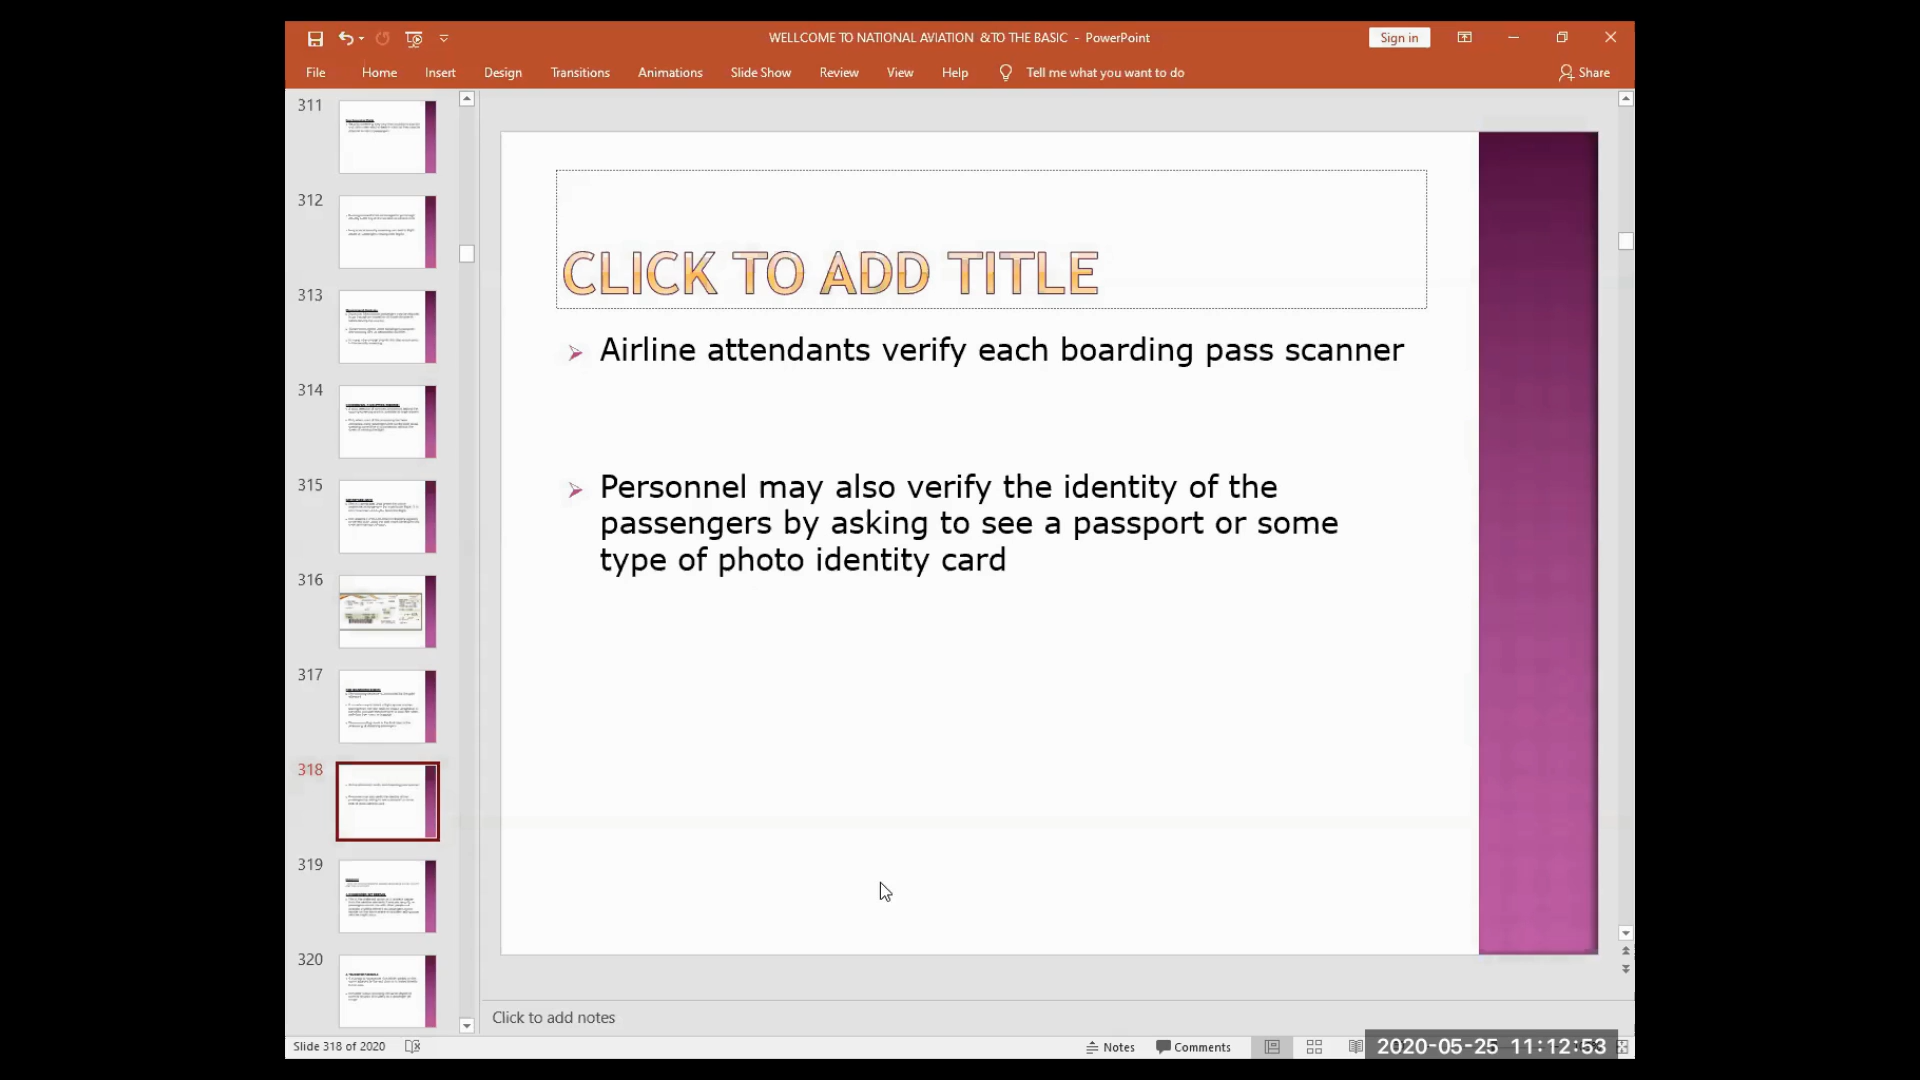 WELLCOME TO NATIONAL AVIATION &TO THE BASIC - PowerPoint
Sign in
File Home Insert Design Transitions Animations Slide Show Review View Help Tell me what you want to do Share
311
312
313
314
315
316
317
318
319
320
CLICK TO ADD TITLE
Airline attendants verify each boarding pass scanner
Personnel may also verify the identity of the
passengers by asking to see a passport or some
type of photo identity card
Click to add notes
Slide 318 of 2020
Notes Comments
2020-05-25 11:12:53